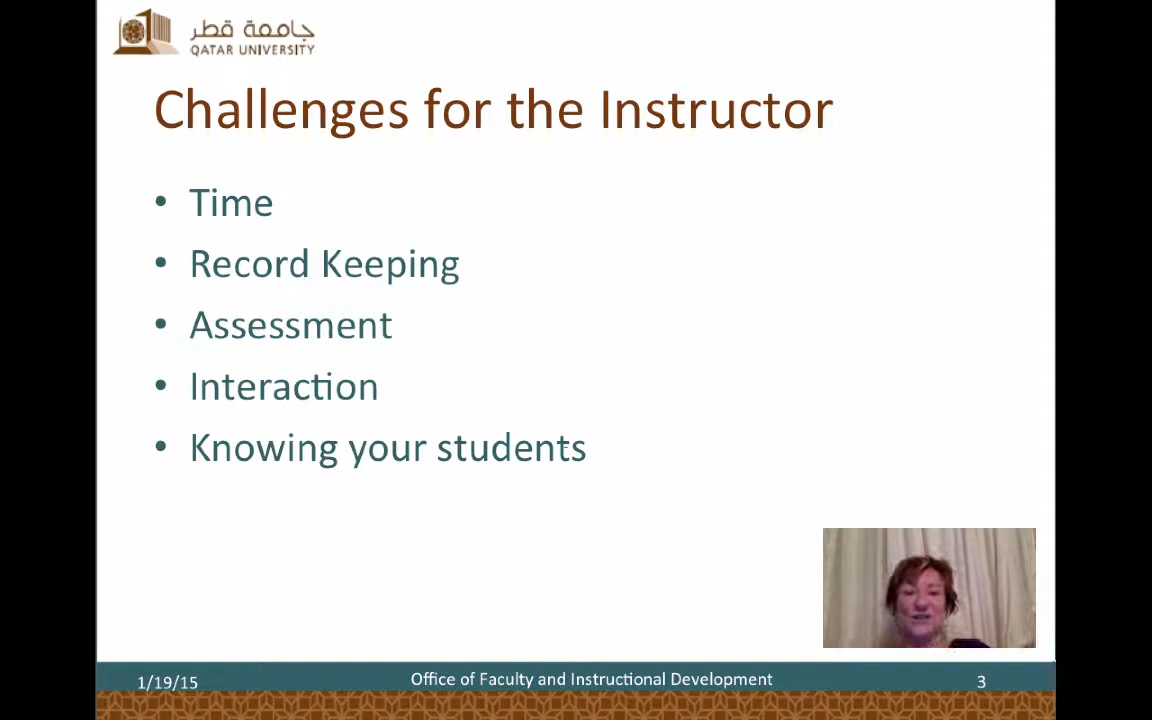 جامعة قطر
QATAR UNIVERSITY
Challenges for the Instructor
• Time
• Record Keeping
• Assessment
• Interaction
• Knowing your students
1/19/15
Office of Faculty and Instructional Development
3